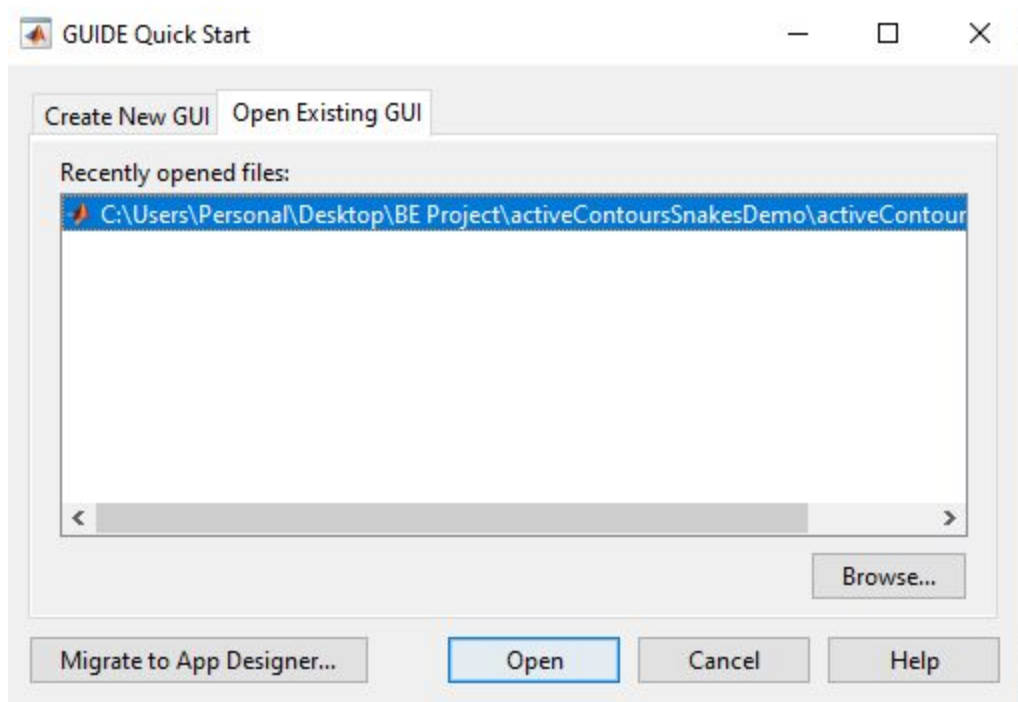 GUIDE Quick Start
Create New GUI Open Existing GUI
Recently opened files:
C:\Users\Personal\Desktop\BE Project\activeContoursSnakesDemo\activeContour
Browse...
Migrate to App Designer... Open Cancel Help